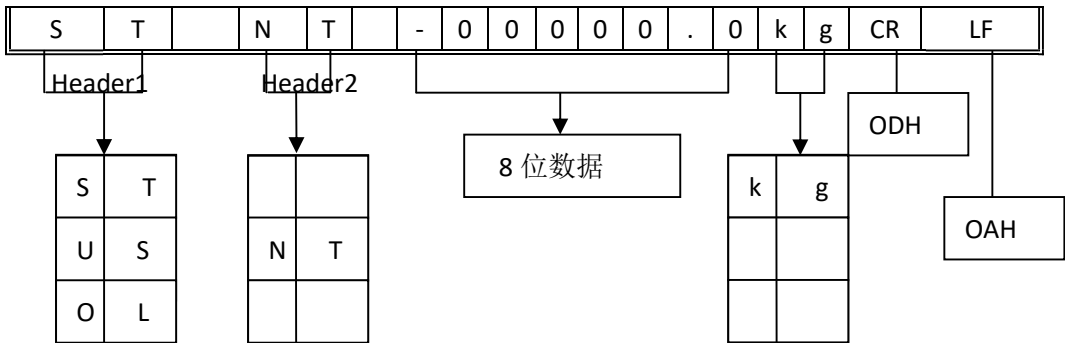 S T N T - 0 0 0 0 0 . 0 k g CR LF
Header1 Header2
ODH
8 位数据
S T
k g
OAH
U S
N T
O L